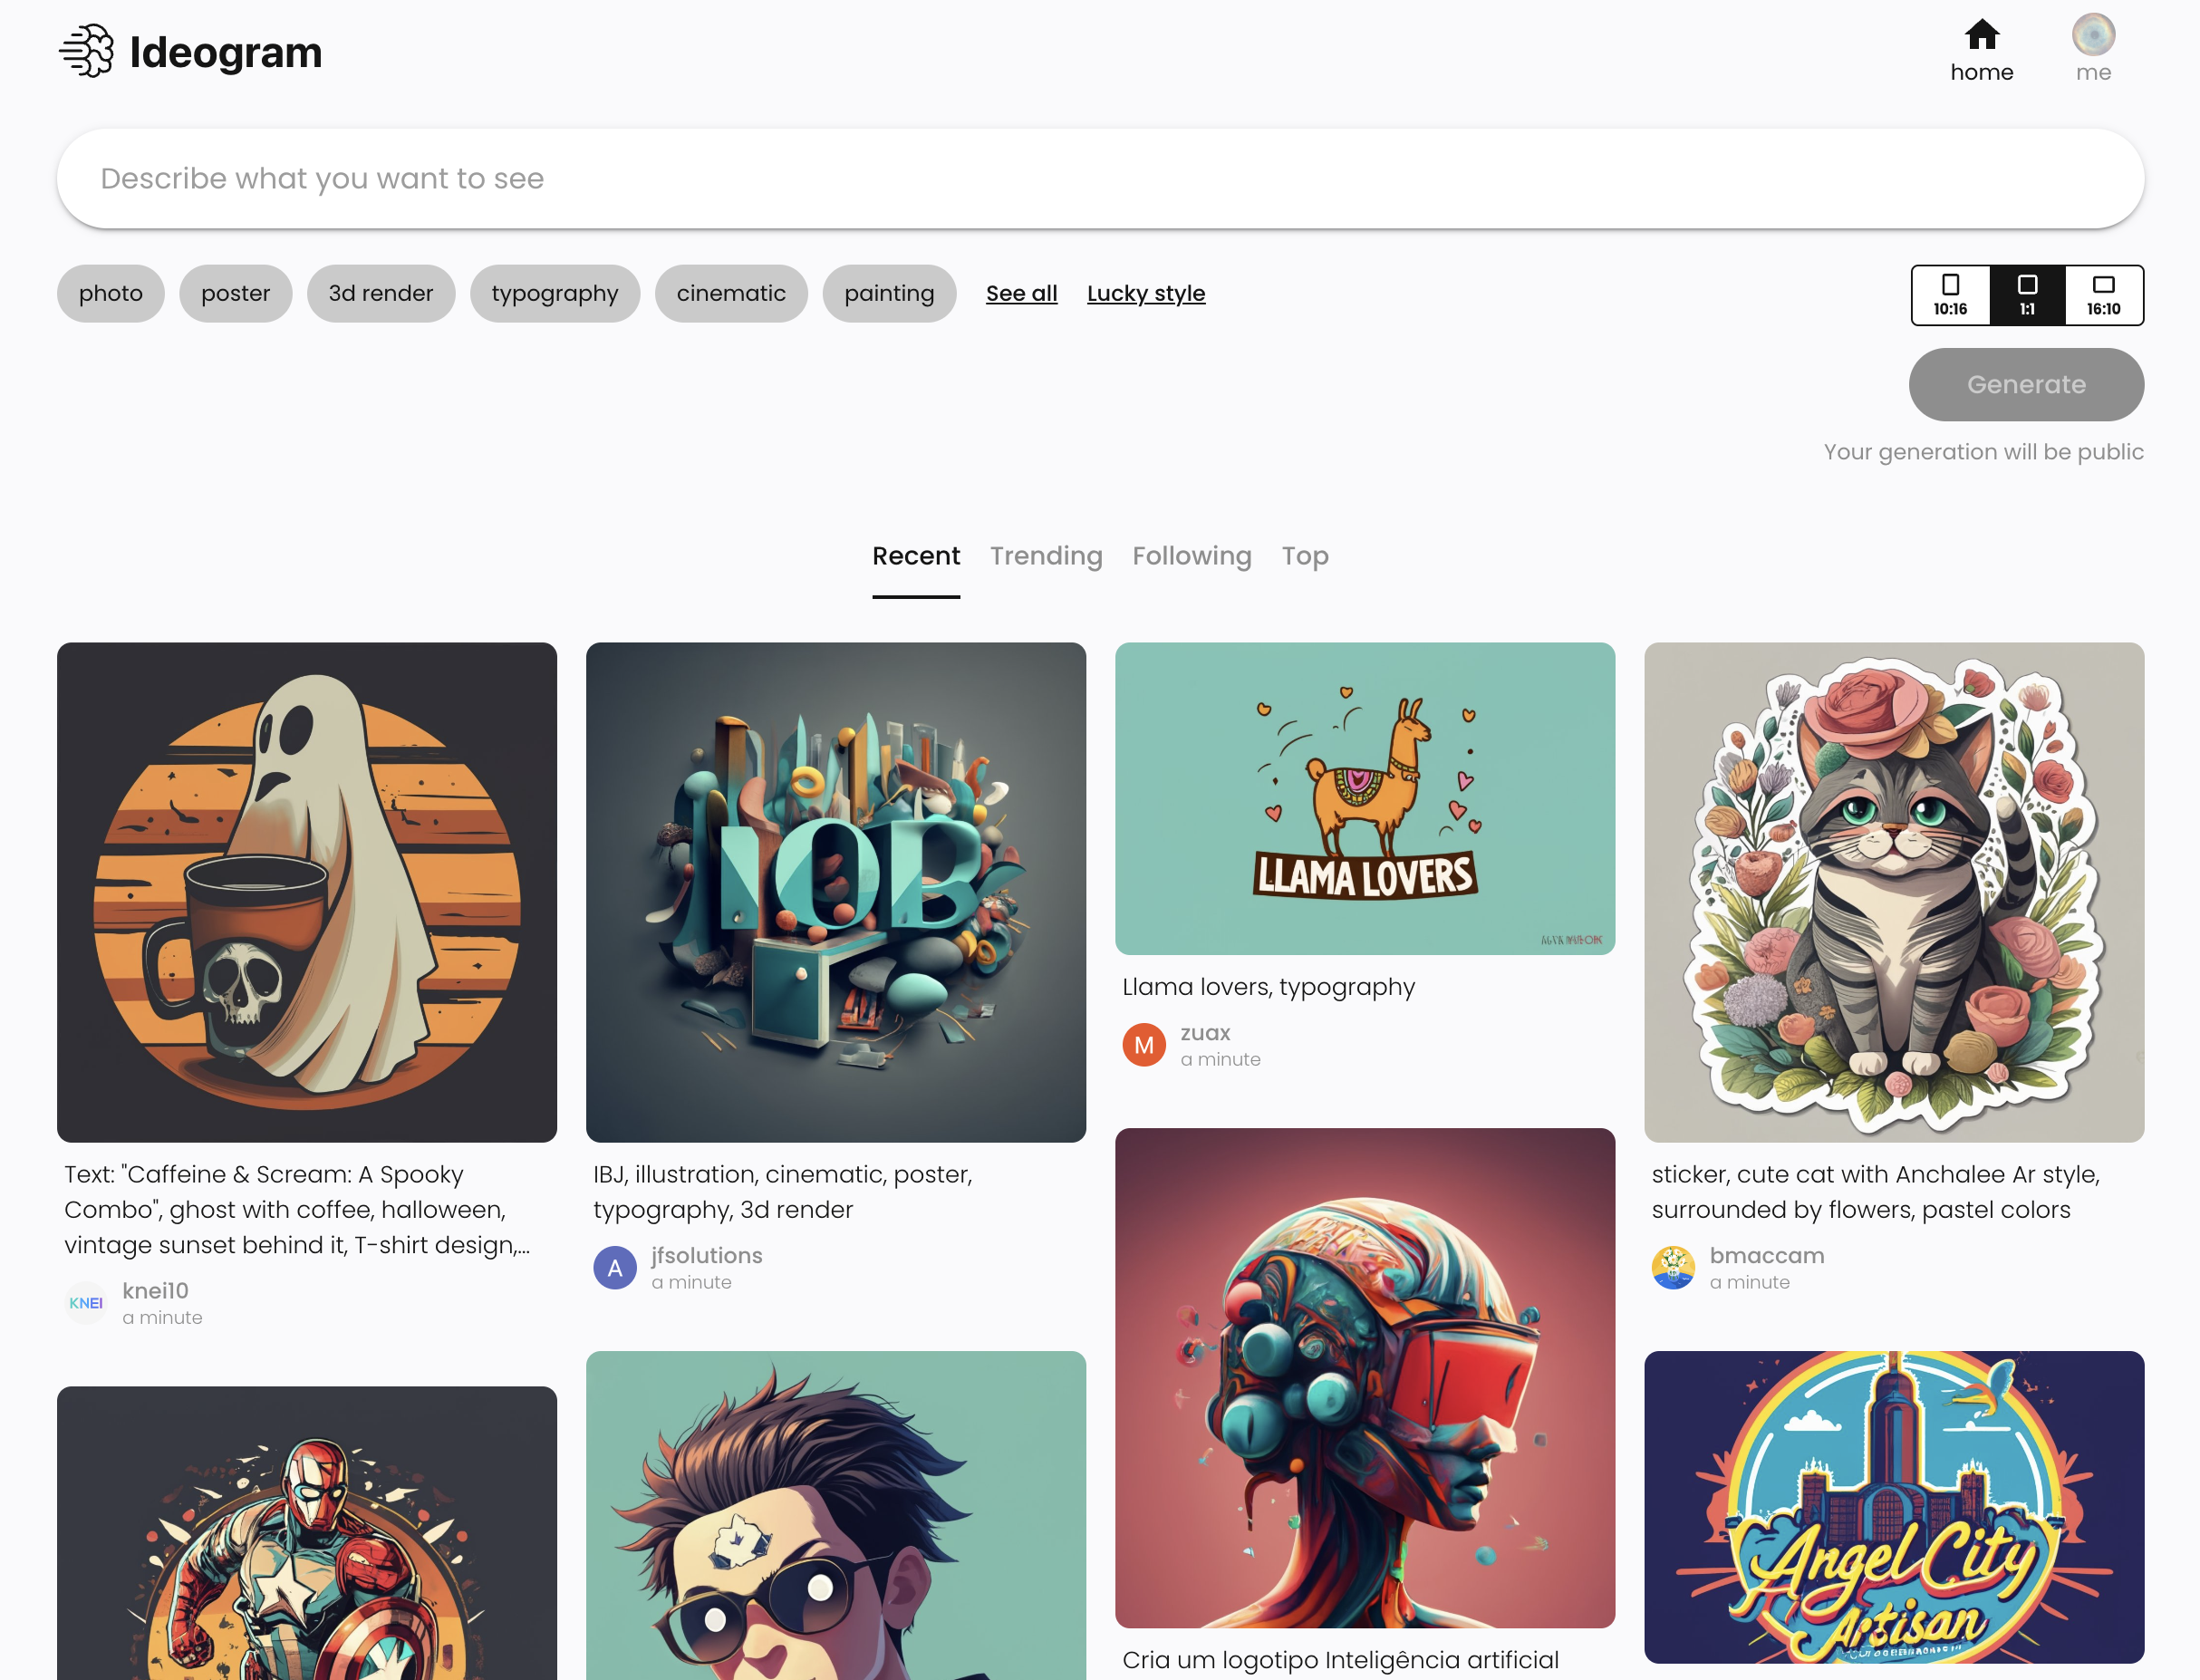 Ideogram
home
me
Describe what you want to see
photo
poster
3d render
typography
cinematic
painting
See all
Lucky style
10:16
1:1
16:10
Generate
Your generation will be public
Recent
Trending
Following
Top
Text: "Caffeine & Scream: A Spooky
Combo", ghost with coffee, halloween,
vintage sunset behind it, T-shirt design,...
KNEI
knei10
a minute
IOB
IBJ, illustration, cinematic, poster,
typography, 3d render
A
jfsolutions
a minute
LLAMA LOVERS
Llama lovers, typography
M
zuax
a minute
Cria um logotipo Inteligência artificial
sticker, cute cat with Anchalee Ar style,
surrounded by flowers, pastel colors
bmaccam
a minute
Angel City
Artisan